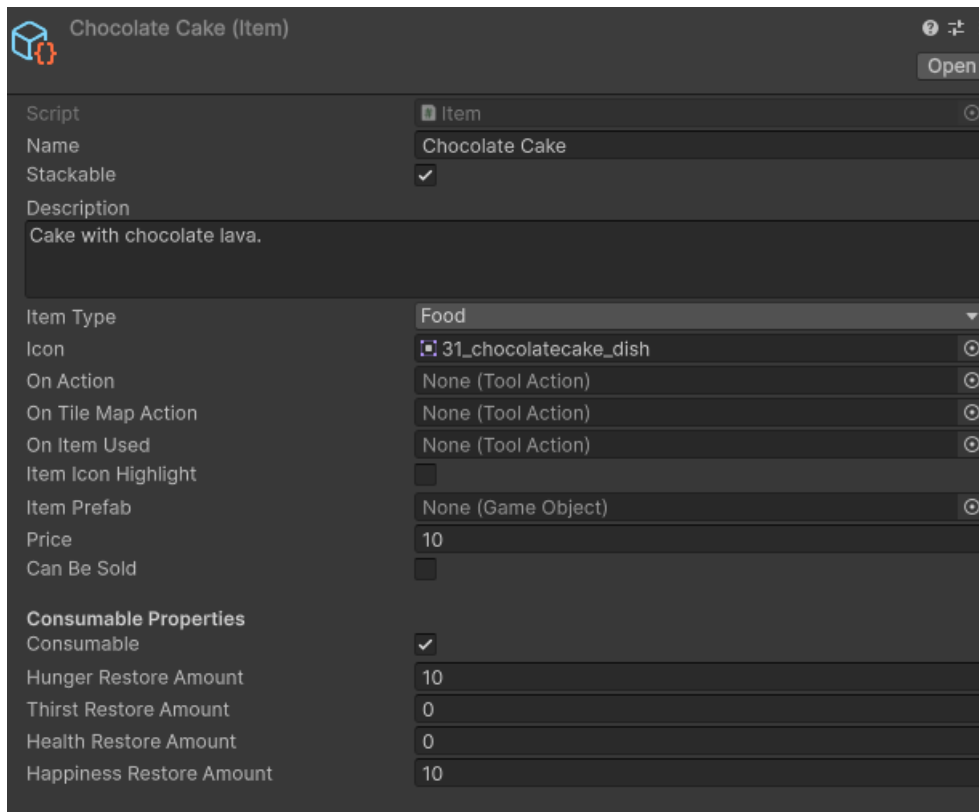 Chocolate Cake (Item)
Open
Script Item
Name Chocolate Cake
Stackable
Description
Cake with chocolate lava.
Item Type Food
Icon 31_chocolatecake_dish
On Action None (Tool Action)
On Tile Map Action None (Tool Action)
On Item Used None (Tool Action)
Item Icon Highlight
Item Prefab None (Game Object)
Price 10
Can Be Sold
Consumable Properties
Consumable
Hunger Restore Amount 10
Thirst Restore Amount 0
Health Restore Amount 0
Happiness Restore Amount 10